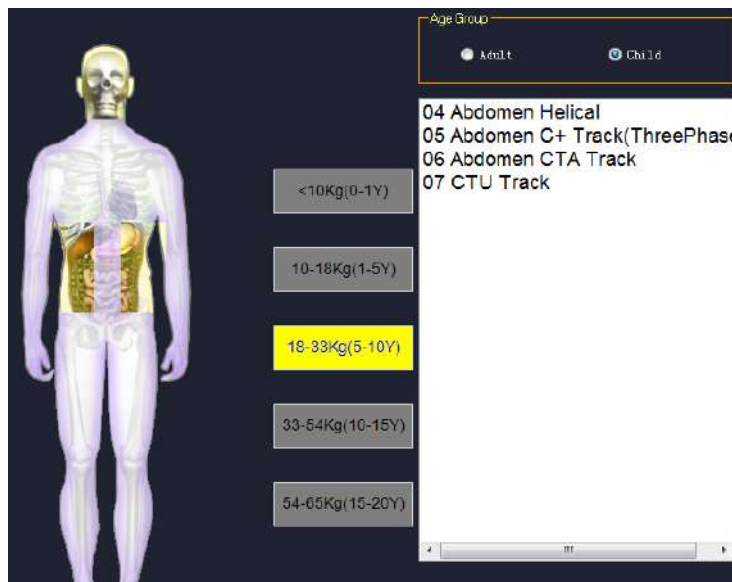 Age Group
Adult
Child
04 Abdomen Helical
05 Abdomen C+ Track(ThreePhase
06 Abdomen CTA Track
07 CTU Track
<10Kg(0-1Y)
10-18Kg(1-5Y)
18-33Kg(5-10Y)
33-54Kg(10-15Y)
54-65Kg(15-20Y)